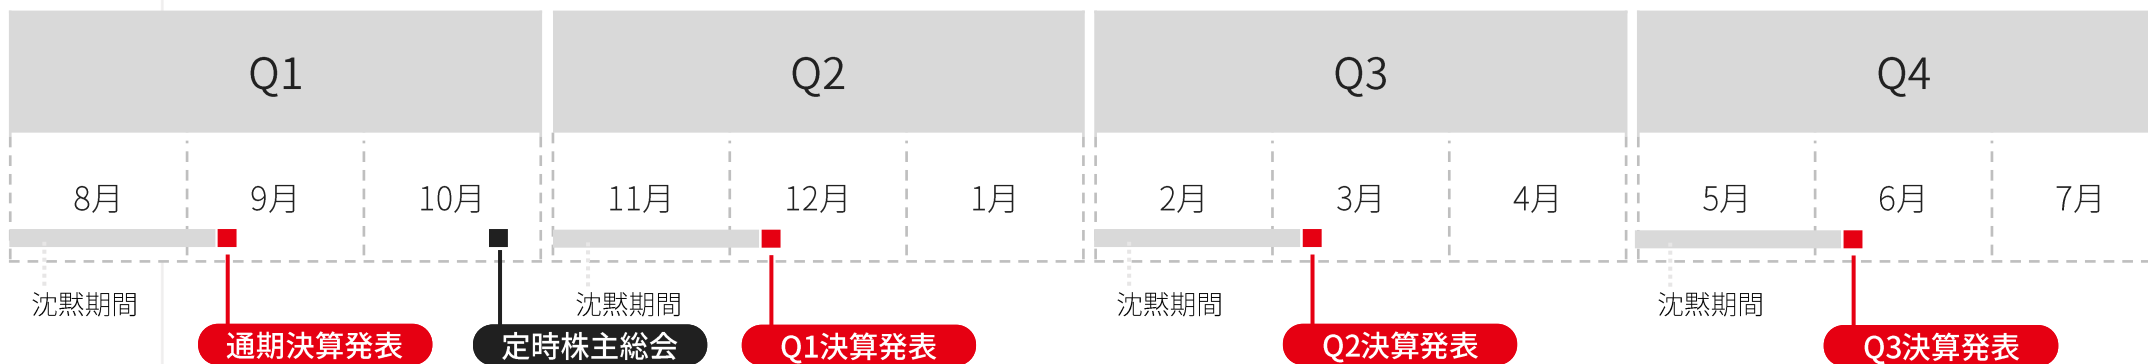 Q1 Q2 Q3 Q4
8月 9月 10月 11月 12月 1月 2月 3月 4月 5月 6月 7月
沈黙期間 沈黙期間 沈黙期間 沈黙期間
通期決算発表 定時株主総会 Q1決算発表 Q2決算発表 Q3決算発表